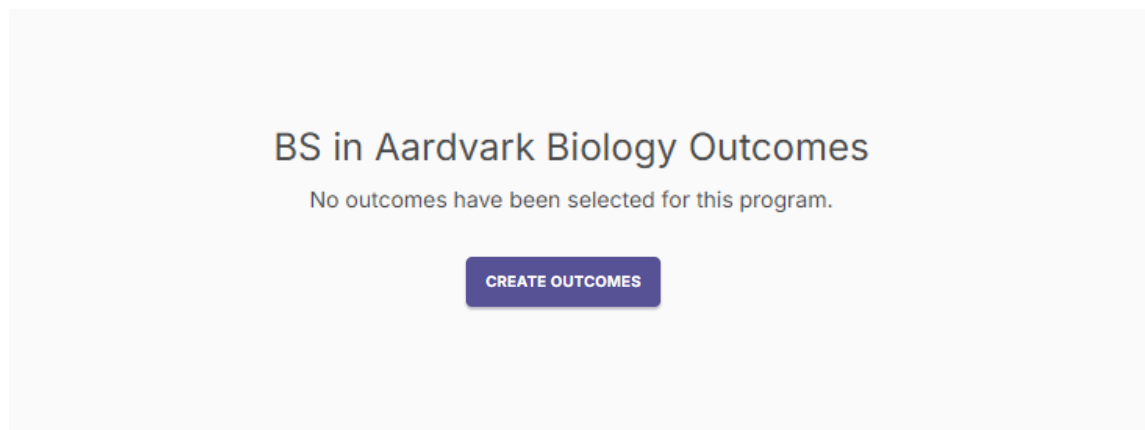 BS in Aardvark Biology Outcomes
No outcomes have been selected for this program.
CREATE OUTCOMES